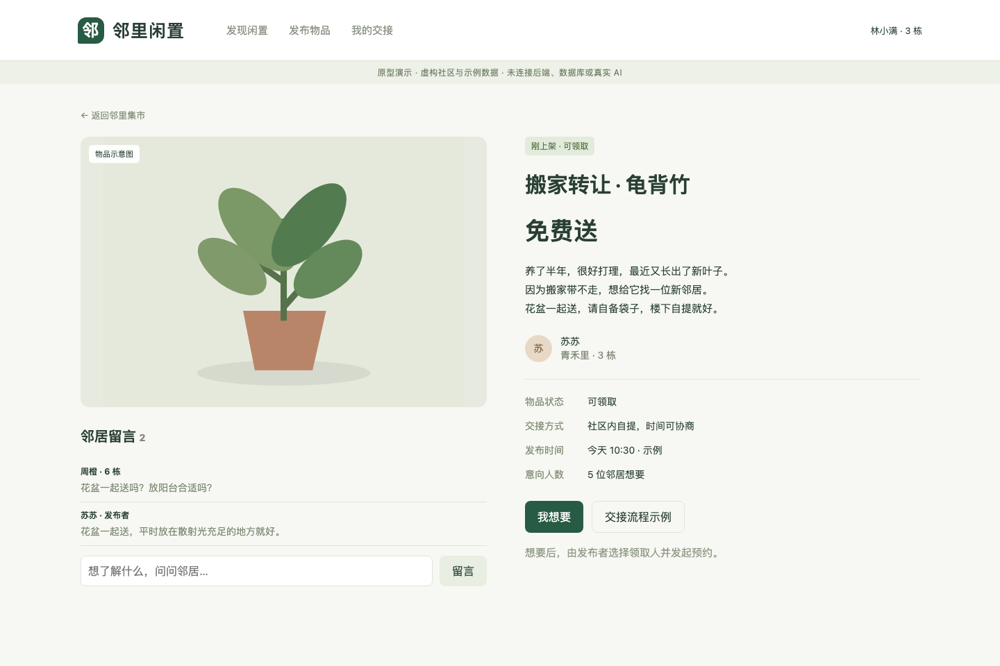 邻 邻里闲置 发现闲置 发布物品 我的交接 林小满 · 3 栋
原型演示 · 虚构社区与示例数据 · 未连接后端、数据库或真实 AI
← 返回邻里集市
物品示意图
邻居留言 2
周橙 · 6 栋
花盆一起送吗？放阳台合适吗？
苏苏 · 发布者
花盆一起送，平时放在散射光充足的地方就好。
想了解什么，问问邻居... 留言
刚上架 · 可领取
搬家转让 · 龟背竹
免费送
养了半年，很好打理，最近又长出了新叶子。
因为搬家带不走，想给它找一位新邻居。
花盆一起送，请自备袋子，楼下自提就好。
苏 苏苏
青禾里 · 3 栋
物品状态 可领取
交接方式 社区内自提，时间可协商
发布时间 今天 10:30 · 示例
意向人数 5 位邻居想要
我想要 交接流程示例
想要后，由发布者选择领取人并发起预约。